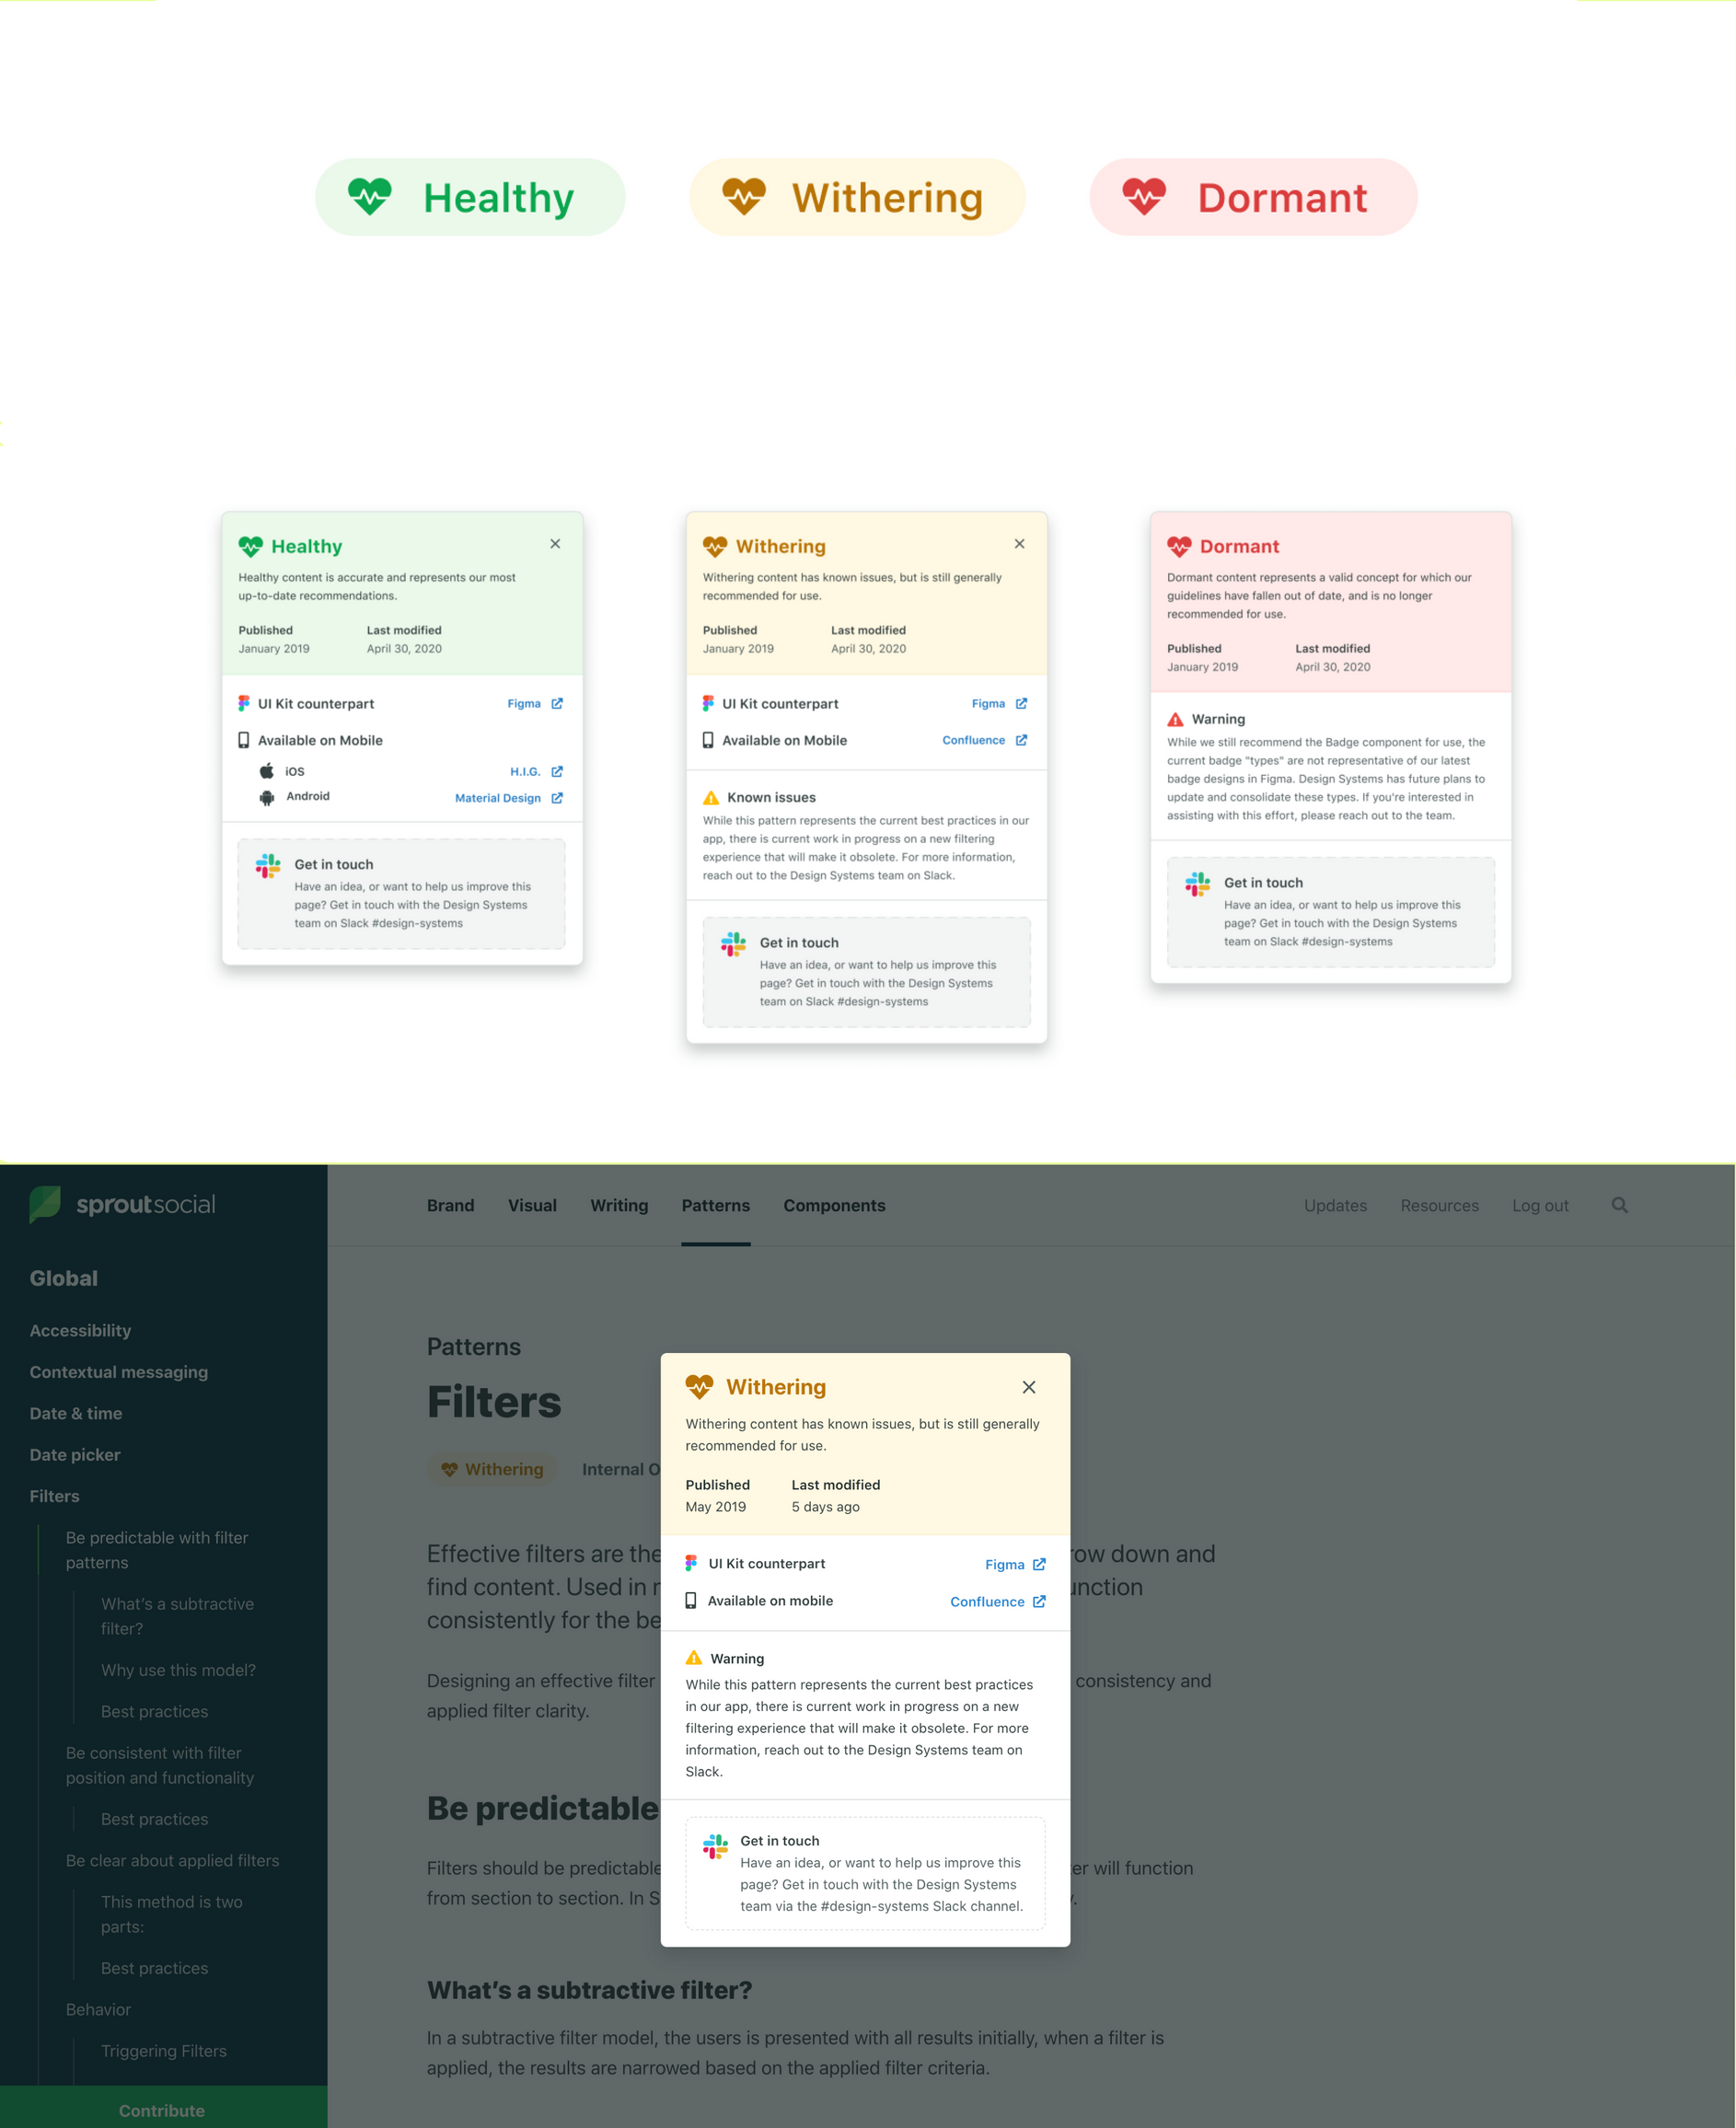 Healthy
Withering
Dormant
Healthy
Healthy content is accurate and represents our most
up-to-date recommendations.
Published
Last modified
January 2019
April 30, 2020
UI Kit counterpart
Figma
Available on Mobile
iOS
H.I.G.
Android
Material Design
Get in touch
Have an idea, or want to help us improve this
page? Get in touch with the Design Systems
team on Slack #design-systems
Withering
Withering content has known issues, but is still generally
recommended for use.
Published
Last modified
January 2019
April 30, 2020
UI Kit counterpart
Figma
Available on Mobile
Confluence
Known issues
While this pattern represents the current best practices in our
app, there is current work in progress on a new filtering
experience that will make it obsolete. For more information,
reach out to the Design Systems team on Slack.
Get in touch
Have an idea, or want to help us improve this
page? Get in touch with the Design Systems
team on Slack #design-systems
Dormant
Dormant content represents a valid concept for which our
guidelines have fallen out of date, and is no longer
recommended for use.
Published
Last modified
January 2019
April 30, 2020
Warning
While we still recommend the Badge component for use, the
current badge "types" are not representative of our latest
badge designs in Figma. Design Systems has future plans to
update and consolidate these types. If you're interested in
assisting with this effort, please reach out to the team.
Get in touch
Have an idea, or want to help us improve this
page? Get in touch with the Design Systems
team on Slack #design-systems
sproutsocial
Brand
Visual
Writing
Patterns
Components
Updates
Resources
Log out
Global
Accessibility
Contextual messaging
Date & time
Date picker
Filters
Be predictable with filter
patterns
What's a subtractive
filter?
Why use this model?
Best practices
Be consistent with filter
position and functionality
Best practices
Be clear about applied filters
This method is two
parts:
Best practices
Behavior
Triggering Filters
Contribute
Patterns
Filters
Withering
Internal O
Effective filters are the
row down and
find content. Used in
unction
consistently for the be
Designing an effective filter
consistency and
applied filter clarity.
Be predictable
Filters should be predictable
er will function
from section to section. In S
What's a subtractive filter?
In a subtractive filter model, the users is presented with all results initially, when a filter is
applied, the results are narrowed based on the applied filter criteria.
Withering
Withering content has known issues, but is still generally
recommended for use.
Published
Last modified
May 2019
5 days ago
UI Kit counterpart
Figma
Available on mobile
Confluence
Warning
While this pattern represents the current best practices
in our app, there is current work in progress on a new
filtering experience that will make it obsolete. For more
information, reach out to the Design Systems team on
Slack.
Get in touch
Have an idea, or want to help us improve this
page? Get in touch with the Design Systems
team via the #design-systems Slack channel.